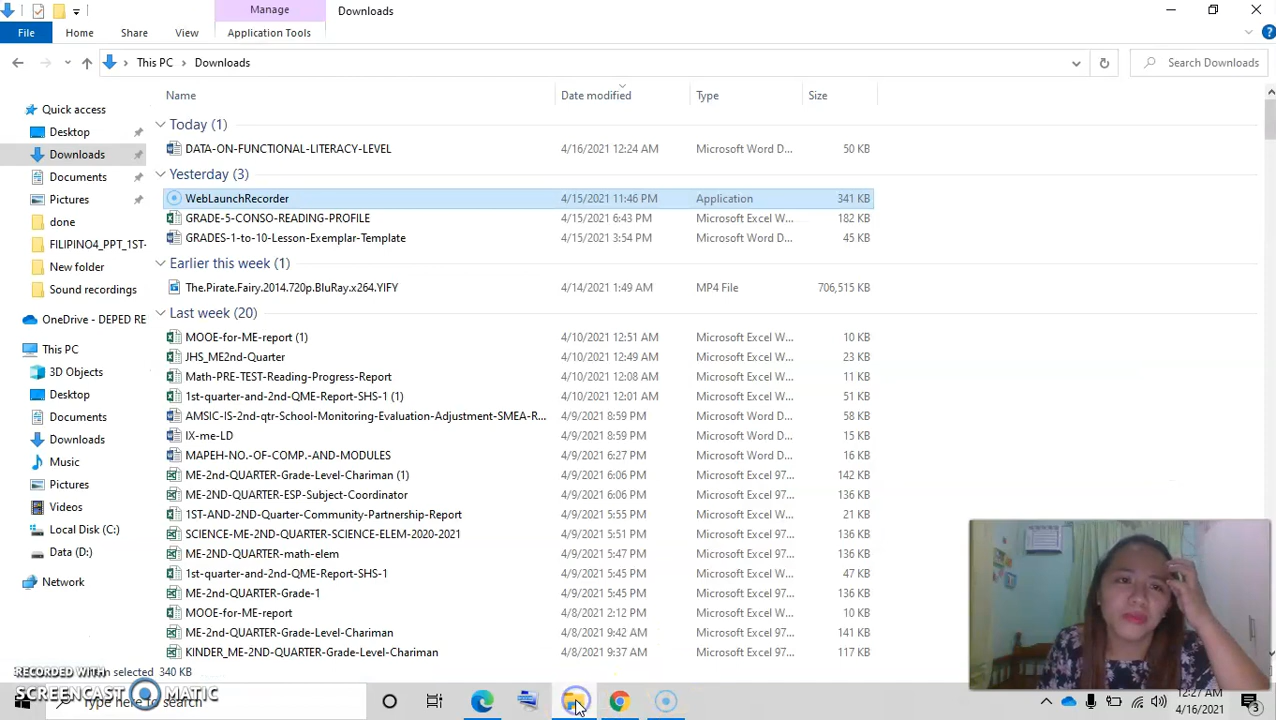 Manage
Downloads
File
Home
Share
View
Application Tools
This PC
Downloads
Search Downloads
Quick access
Desktop
Downloads
Documents
Pictures
done
FILIPINO4_PPT_1ST-
New folder
Sound recordings
OneDrive - DEPED RE
This PC
3D Objects
Desktop
Documents
Downloads
Music
Pictures
Videos
Local Disk (C:)
Data (D:)
Network
Name Date modified Type Size
Today (1)
DATA-ON-FUNCTIONAL-LITERACY-LEVEL 4/16/2021 12:24 AM Microsoft Word D... 50 KB
Yesterday (3)
WebLaunchRecorder 4/15/2021 11:46 PM Application 341 KB
GRADE-5-CONSO-READING-PROFILE 4/15/2021 6:43 PM Microsoft Excel W... 182 KB
GRADES-1-to-10-Lesson-Exemplar-Template 4/15/2021 3:54 PM Microsoft Word D... 45 KB
Earlier this week (1)
The.Pirate.Fairy.2014.720p.BluRay.x264.YIFY 4/14/2021 1:49 AM MP4 File 706,515 KB
Last week (20)
MOOE-for-ME-report (1) 4/10/2021 12:51 AM Microsoft Excel W... 10 KB
JHS_ME2nd-Quarter 4/10/2021 12:49 AM Microsoft Excel W... 23 KB
Math-PRE-TEST-Reading-Progress-Report 4/10/2021 12:08 AM Microsoft Excel W... 11 KB
1st-quarter-and-2nd-QME-Report-SHS-1 (1) 4/10/2021 12:01 AM Microsoft Excel W... 51 KB
AMSIC-IS-2nd-qtr-School-Monitoring-Evaluation-Adjustment-SMEA-R... 4/9/2021 8:59 PM Microsoft Word D... 58 KB
IX-me-LD 4/9/2021 8:59 PM Microsoft Word D... 15 KB
MAPEH-NO.-OF-COMP.-AND-MODULES 4/9/2021 6:27 PM Microsoft Word D... 16 KB
ME-2nd-QUARTER-Grade-Level-Chariman (1) 4/9/2021 6:06 PM Microsoft Excel 97... 142 KB
ME-2ND-QUARTER-ESP-Subject-Coordinator 4/9/2021 6:06 PM Microsoft Excel 97... 136 KB
1ST-AND-2ND-Quarter-Community-Partnership-Report 4/9/2021 5:55 PM Microsoft Excel W... 21 KB
SCIENCE-ME-2ND-QUARTER-SCIENCE-ELEM-2020-2021 4/9/2021 5:51 PM Microsoft Excel 97... 136 KB
ME-2ND-QUARTER-math-elem 4/9/2021 5:47 PM Microsoft Excel 97... 136 KB
1st-quarter-and-2nd-QME-Report-SHS-1 4/9/2021 5:45 PM Microsoft Excel W... 47 KB
ME-2ND-QUARTER-Grade-1 4/9/2021 5:45 PM Microsoft Excel 97... 136 KB
MOOE-for-ME-report 4/8/2021 2:12 PM Microsoft Excel W... 10 KB
ME-2nd-QUARTER-Grade-Level-Chariman 4/8/2021 9:42 AM Microsoft Excel 97... 141 KB
KINDER_ME-2ND-QUARTER-Grade-Level-Chariman 4/8/2021 9:37 AM Microsoft Excel 97... 117 KB
selected 340 KB
RECORDED WITH
SCREENCAST MATIC
Type here to search
12:27 AM
4/16/2021
3